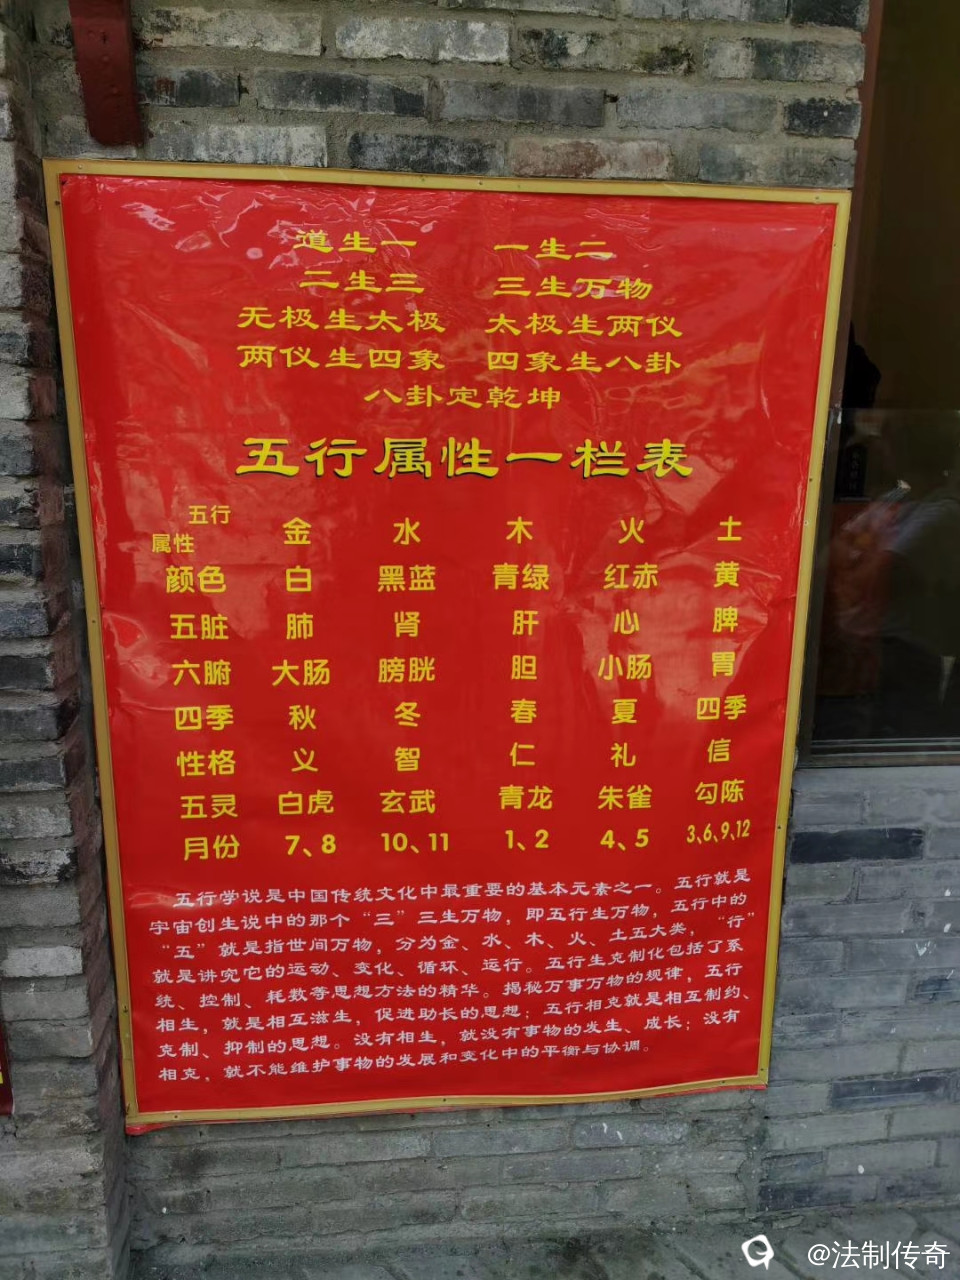 道生一 一生二
二生三 三生万物
无极生太极 太极生两仪
两仪生四象 四象生八卦
八卦定乾坤
五行属性一栏表
五行
属性 金 水 木 火 土
颜色 白 黑蓝 青绿 红赤 黄
五脏 肺 肾 肝 心 脾
六腑 大肠 膀胱 胆 小肠 胃
四季 秋 冬 春 夏 四季
性格 义 智 仁 礼 信
五灵 白虎 玄武 青龙 朱雀 勾陈
月份 7、8 10、11 1、2 4、5 3,6,9,12
五行学说是中国传统文化中最重要的基本元素之一。五行就是
宇宙创生说中的那个“三”三生万物，即五行生万物，五行中的
“五”就是指世间万物，分为金、水、木、火、土五大类，“行”
就是讲究它的运动、变化、循环、运行。五行生克制化包括了系
统、控制、耗数等思想方法的精华。揭秘万事万物的规律，五行
相生，就是相互滋生，促进助长的思想；五行相克就是相互制约、
克制、抑制的思想。没有相生，就没有事物的发生、成长；没有
相克，就不能维护事物的发展和变化中的平衡与协调。
@法制传奇